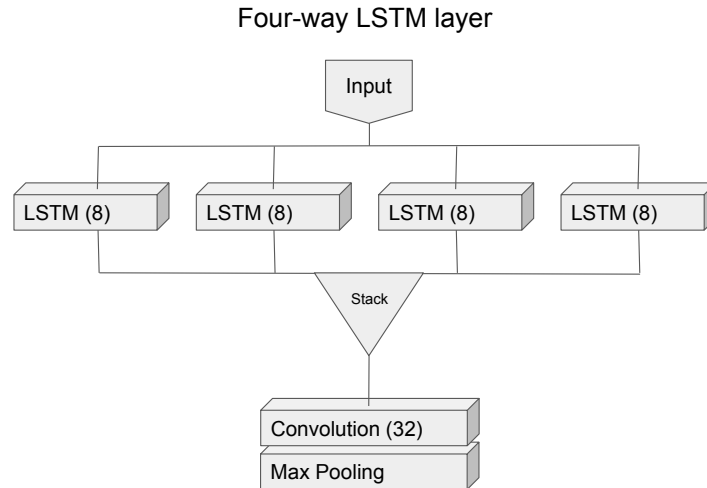 Four-way LSTM layer
Input
LSTM (8)
LSTM (8)
LSTM (8)
LSTM (8)
Stack
Convolution (32)
Max Pooling